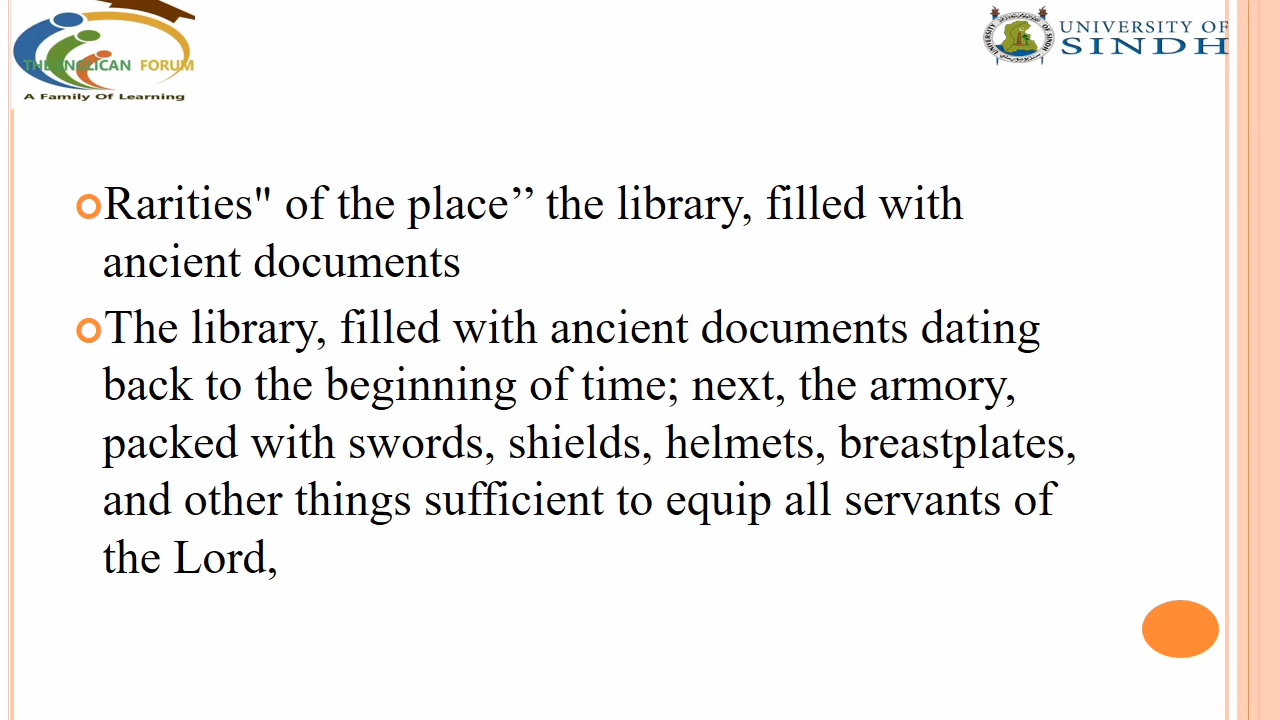 THE ANGLICAN FORUM
A Family Of Learning
UNIVERSITY OF
SINDH
Rarities" of the place’’ the library, filled with
ancient documents
The library, filled with ancient documents dating
back to the beginning of time; next, the armory,
packed with swords, shields, helmets, breastplates,
and other things sufficient to equip all servants of
the Lord,